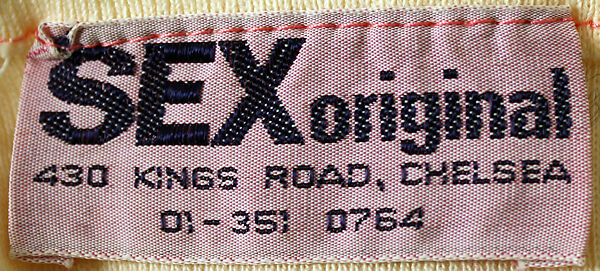 SEX original
430 KINGS ROAD, CHELSEA
01-351 0764